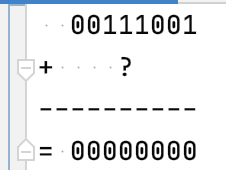 00111001
+ ?
----------
= 00000000